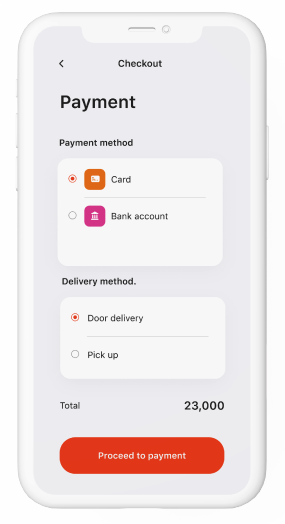 Checkout
Payment
Payment method
Card
Bank account
Delivery method.
Door delivery
Pick up
Total 23,000
Proceed to payment